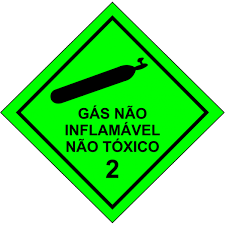 GÁS NÃO
INFLAMÁVEL
NÃO TÓXICO
2